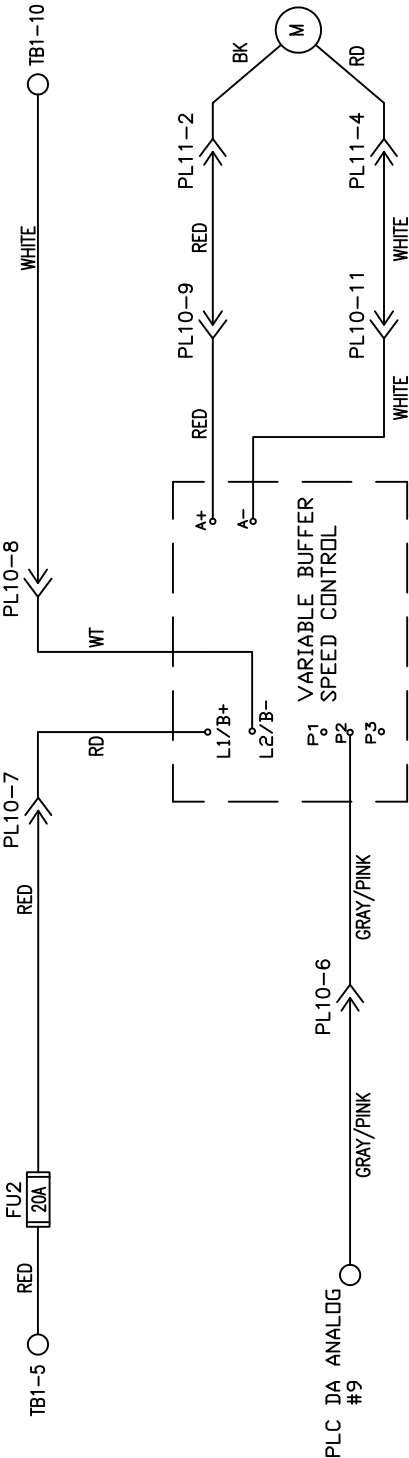 TB1-5
RED
FU2
20A
RED
PL10-7
RD
PL10-8
WT
WHITE
TB1-10
L1/B+
L2/B-
A+
A-
P1
P2
P3
VARIABLE BUFFER
SPEED CONTROL
RED
PL10-9
RED
PL11-2
BK
M
RD
WHITE
PL10-11
WHITE
PL11-4
PLC DA ANALOG
#9
GRAY/PINK
PL10-6
GRAY/PINK